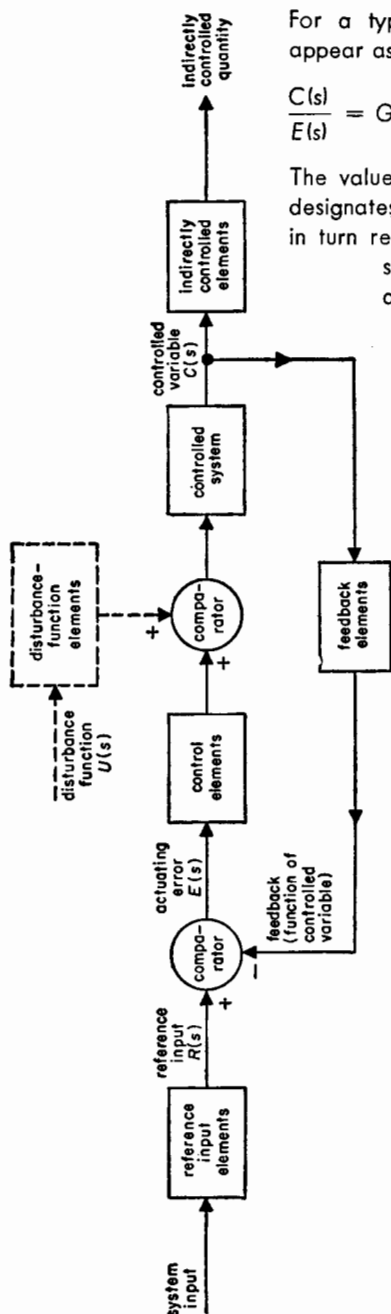 For a typ
appear as
C(s)
E(s) = G
The value
designates
in turn re
s
indirectly
controlled
quantity
indirectly
controlled
elements
controlled
variable
C(s)
controlled
system
disturbance–
function
elements
disturbance
function
U(s)
+
compa-
rator
+
feedback
elements
control
elements
actuating
error
E(s)
feedback
(function of
controlled
variable)
compa-
rator
+
–
reference
input
R(s)
reference
input
elements
system
input